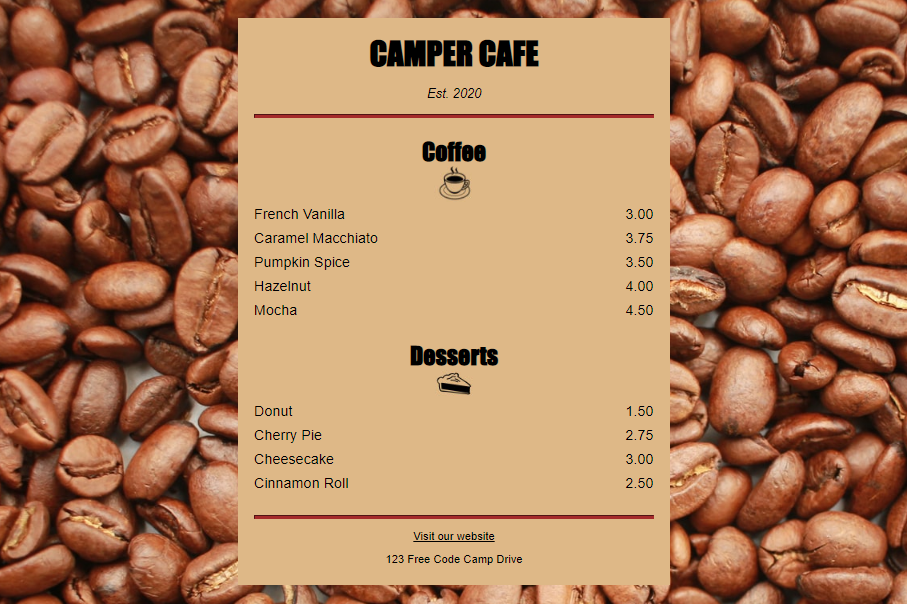 CAMPER CAFE
Est. 2020
Coffee
French Vanilla 3.00
Caramel Macchiato 3.75
Pumpkin Spice 3.50
Hazelnut 4.00
Mocha 4.50
Desserts
Donut 1.50
Cherry Pie 2.75
Cheesecake 3.00
Cinnamon Roll 2.50
Visit our website
123 Free Code Camp Drive